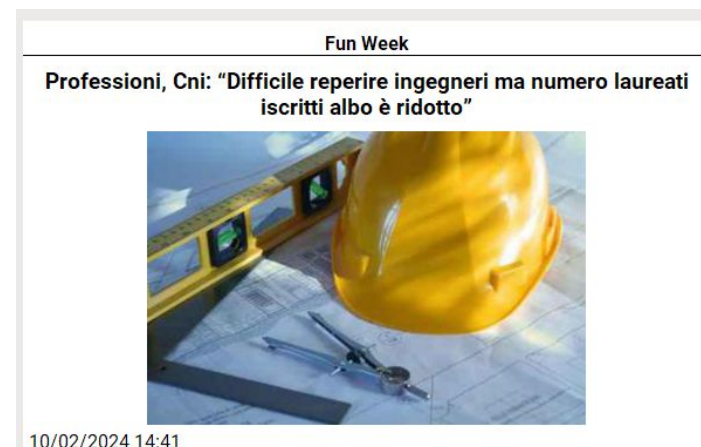 Fun Week
Professioni, Cni: “Difficile reperire ingegneri ma numero laureati
iscritti albo è ridotto”
10/02/2024 14:41